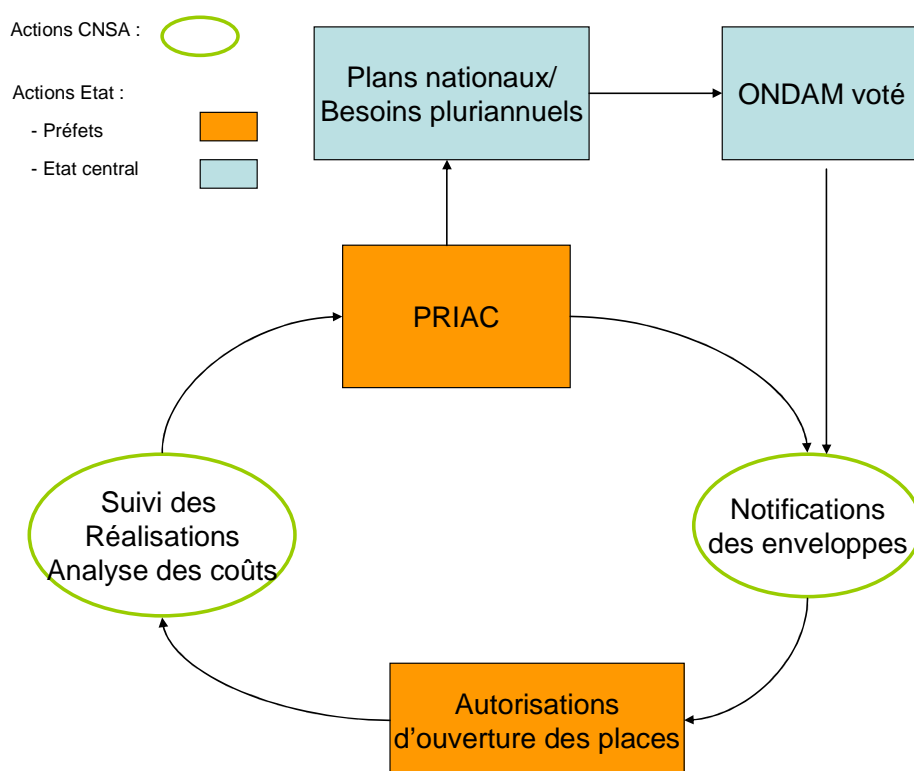 Actions CNSA :
Actions Etat :
- Préfets
- Etat central
Plans nationaux/
Besoins pluriannuels
ONDAM voté
PRIAC
Suivi des
Réalisations
Analyse des coûts
Notifications
des enveloppes
Autorisations
d’ouverture des places